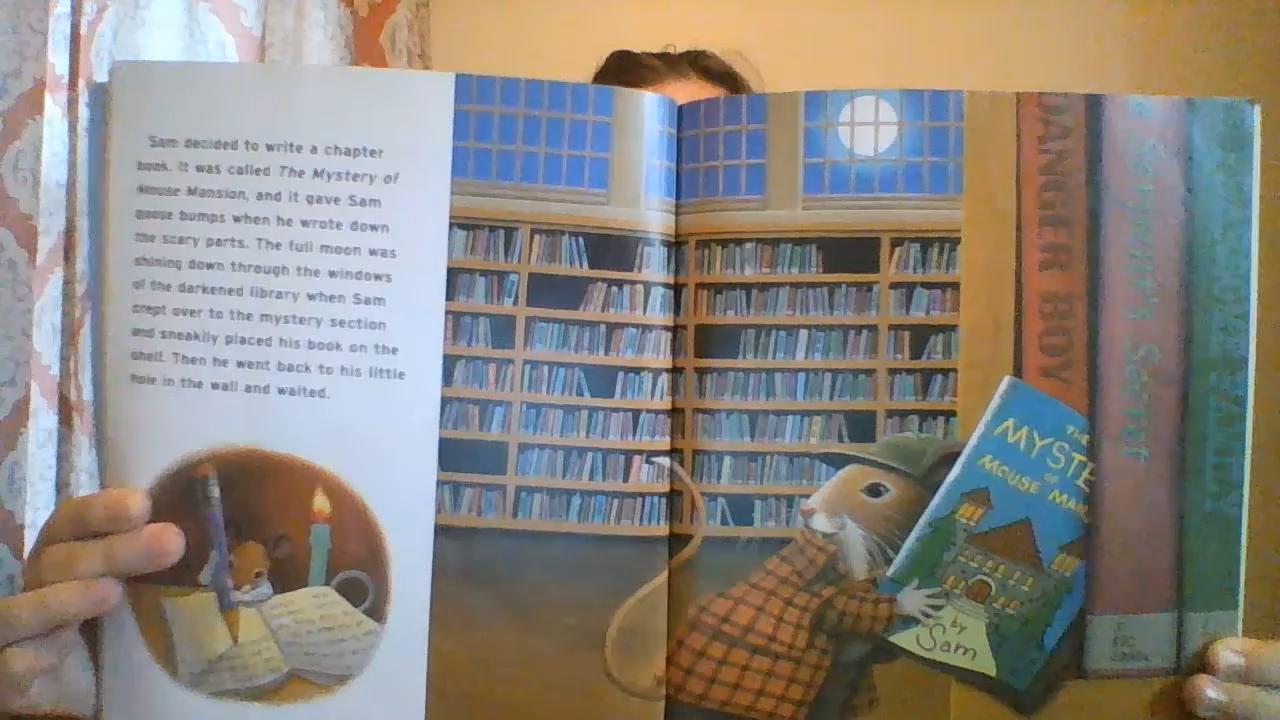 Sam decided to write a chapter
book. It was called The Mystery of
Mouse Mansion, and it gave Sam
goose bumps when he wrote down
the scary parts. The full moon was
shining down through the windows
of the darkened library when Sam
crept over to the mystery section
and sneakily placed his book on the
shelf. Then he went back to his little
hole in the wall and waited.
DANGER BOY
Serpent's Secret
THE
MYSTE
OF
MOUSE MAN
by
Sam